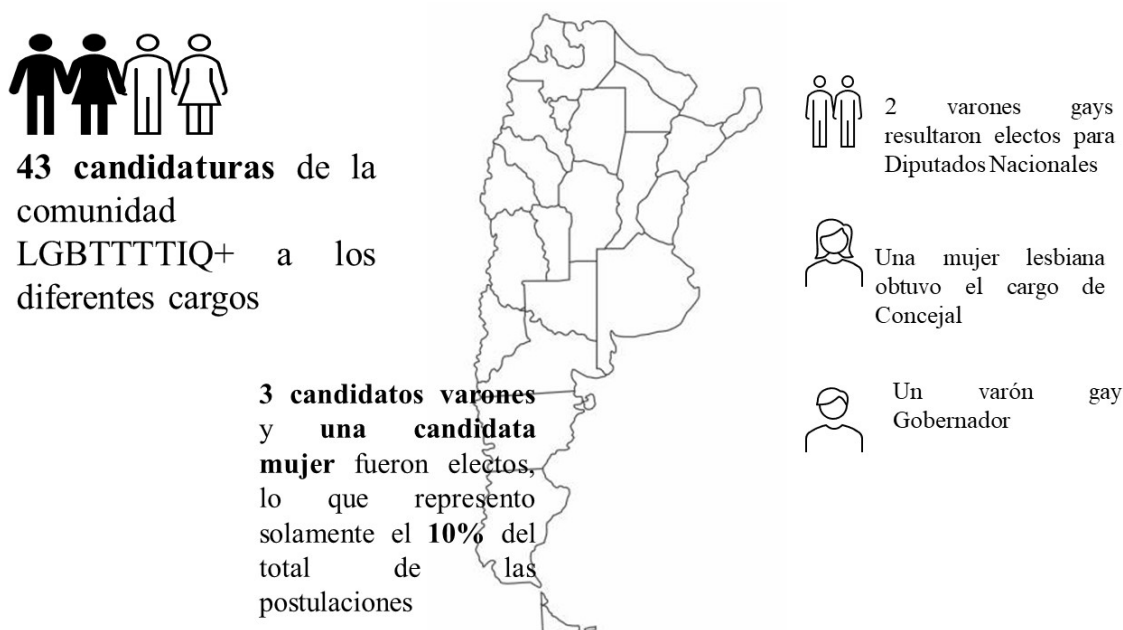 43 candidaturas de la
comunidad
LGBTTTTIQ+ a los
diferentes cargos
3 candidatos varones
y una candidata
mujer fueron electos,
lo que represento
solamente el 10% del
total de las
postulaciones
2 varones gays
resultaron electos para
Diputados Nacionales
Una mujer lesbiana
obtuvo el cargo de
Concejal
Un varón gay
Gobernador